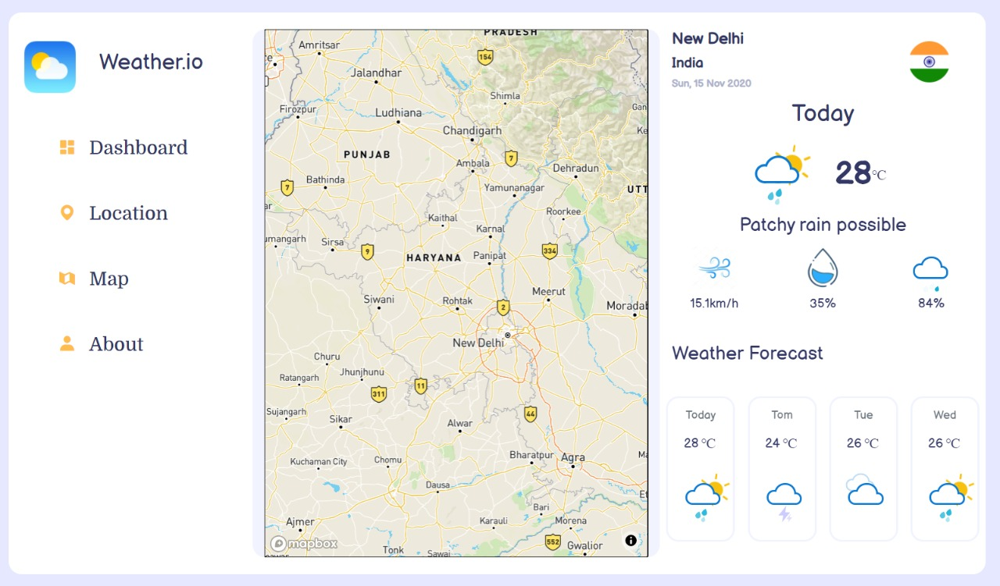 Weather.io
Dashboard
Location
Map
About
PRADESH
Amritsar
154
Jalandhar
Shimla
Firozpur
Ludhiana
Gan
Chandigarh
Ke
PUNJAB
7
Ambala
Dehradun
Bathinda
7
Yamunanagar
UTT
ar
Roorkee
Kaithal
Karnal
umangarh
Sirsa
9
334
HARYANA
Panipat
Meerut
Siwani
Rohtak
2
Moradab
New Delhi
Churu
Jhunjhunu
Ratangarh
11
311
Sujangarh
Sikar
44
Alwar
Kuchaman City
Chomu
Bharatpur
Agra
Ma
Dausa
Et
Bari
Ajmer
Karauli
Morena
mapbox
552
Gwalior
Tonk
Sawai
New Delhi
India
Sun, 15 Nov 2020
Today
28 °C
Patchy rain possible
15.1km/h
35%
84%
Weather Forecast
Today
28 °C
Tom
24 °C
Tue
26 °C
Wed
26 °C